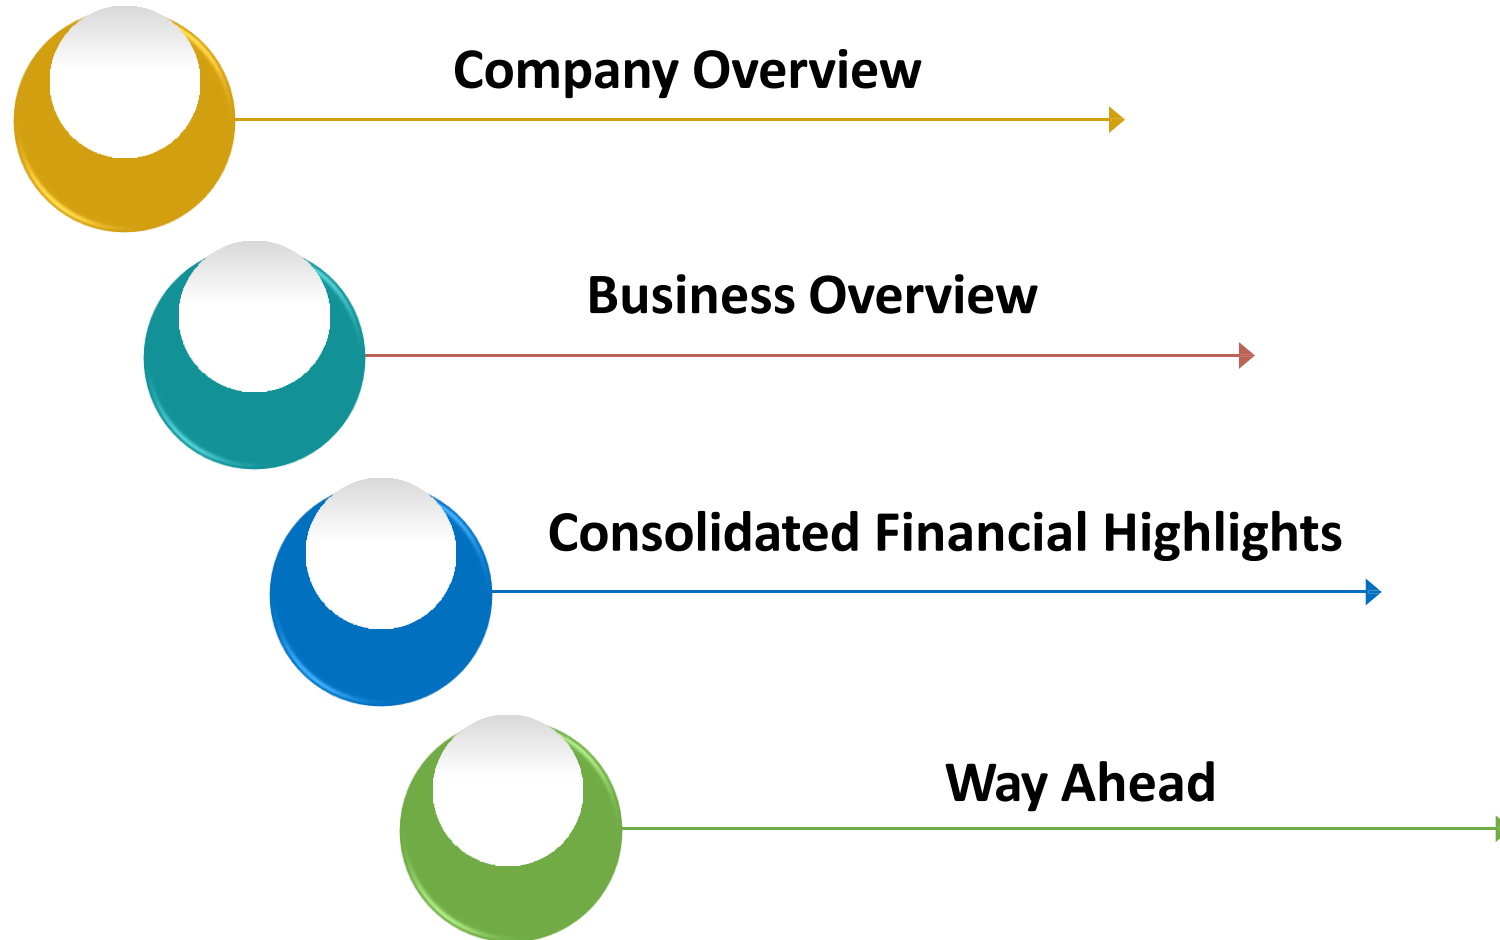 Company Overview
Business Overview
Consolidated Financial Highlights
Way Ahead